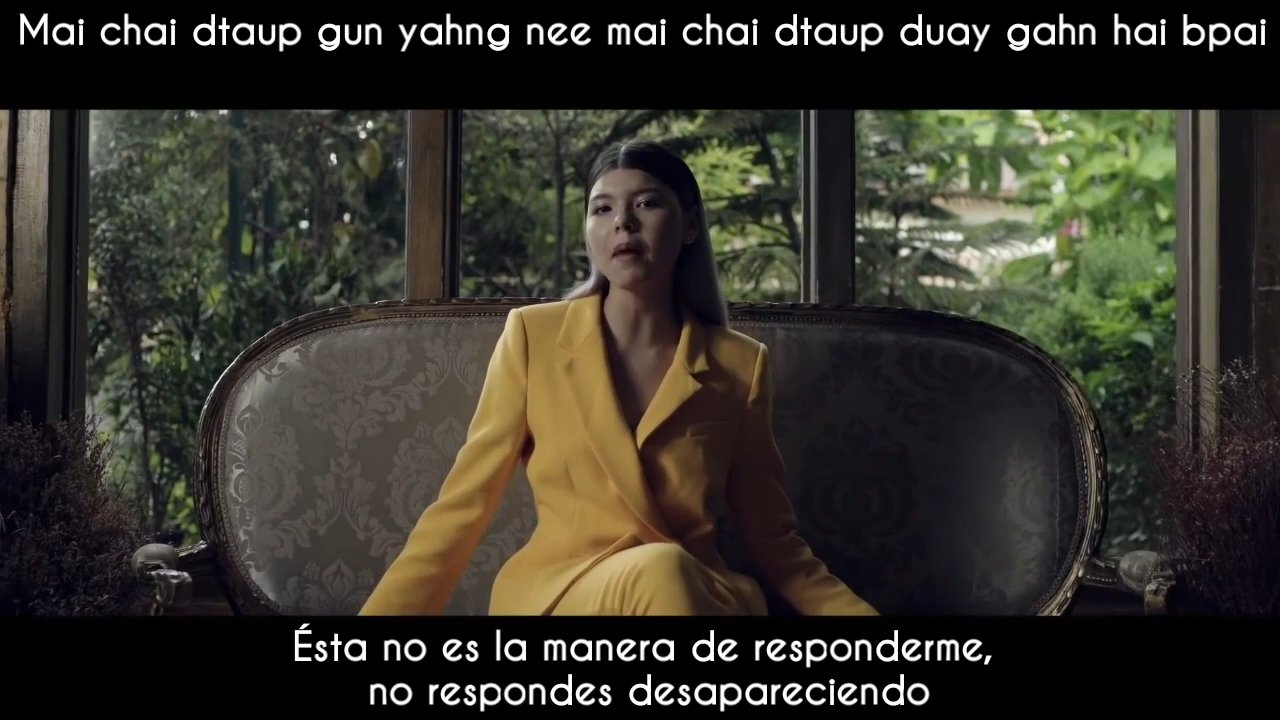 Mai chai dtaup gun yahng nee mai chai dtaup duay gahn hai bpai
Ésta no es la manera de responderme,
no respondes desapareciendo